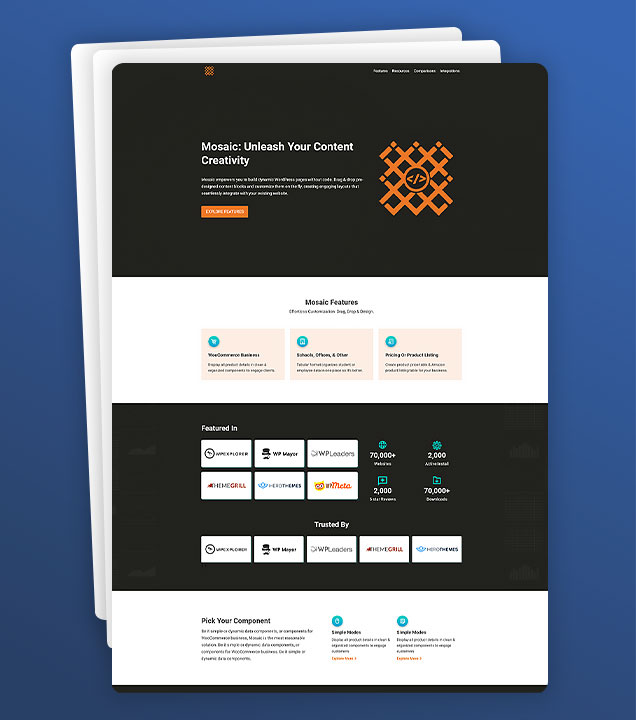 Features Resources Comparisons Integrations
Mosaic: Unleash Your Content
Creativity
Mosaic empowers you to build dynamic WordPress pages without code. Drag & drop pre-
designed content blocks and customize them on the fly, creating engaging layouts that
seamlessly integrate with your existing website.
EXPLORE FEATURES
</>
Mosaic Features
Effortless Customization: Drag, Drop & Design.
WooCommerce Business
Display all product details in clean &
organized components to engage clients.
Schools, Offices, & Other
Tabular format organizes student or
employee data in one place so it's better.
Pricing Or Product Listing
Create product price lists & Amazon
product listing table for your business.
Featured In
WPEXPLORER WP Mayor WPLeaders
70,000+
Websites
2,000
Active Install
THEMEGRILL HEROTHEMES Meta
2,000
5 star Reviews
70,000+
Downloads
Trusted By
WPEXPLORER WP Mayor WPLeaders THEMEGRILL HEROTHEMES
Pick Your Component
Be it simple or dynamic data components, or components for
WooCommerce business, Mosaic is the most reasonable
solution. Be it simple or dynamic data components, or
components for WooCommerce business. Be it simple or
dynamic data components.
Simple Modes
Display all product details in clean &
organized components to engage
customers.
Explore More
Simple Modes
Display all product details in clean &
organized components to engage
customers.
Explore More